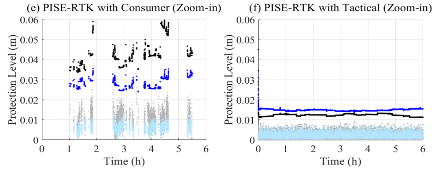 (e) PISE-RTK with Consumer (Zoom-in)
Protection Level (m)
0.06
0.05
0.04
0.03
0.02
0.01
0
0 1 2 3 4 5 6
Time (h)
(f) PISE-RTK with Tactical (Zoom-in)
Protection Level (m)
0.06
0.05
0.04
0.03
0.02
0.01
0
0 1 2 3 4 5 6
Time (h)